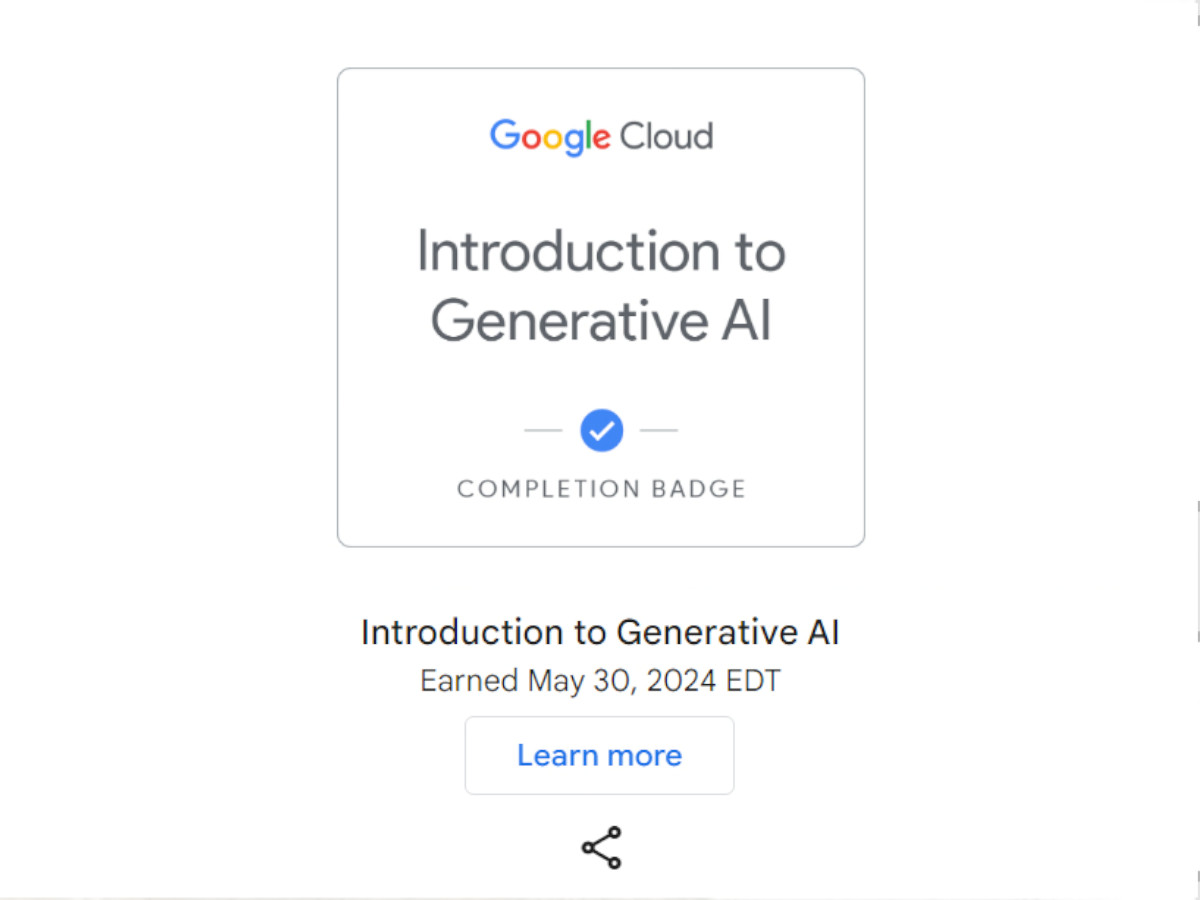 Google Cloud
Introduction to
Generative AI
COMPLETION BADGE
Introduction to Generative AI
Earned May 30, 2024 EDT
Learn more